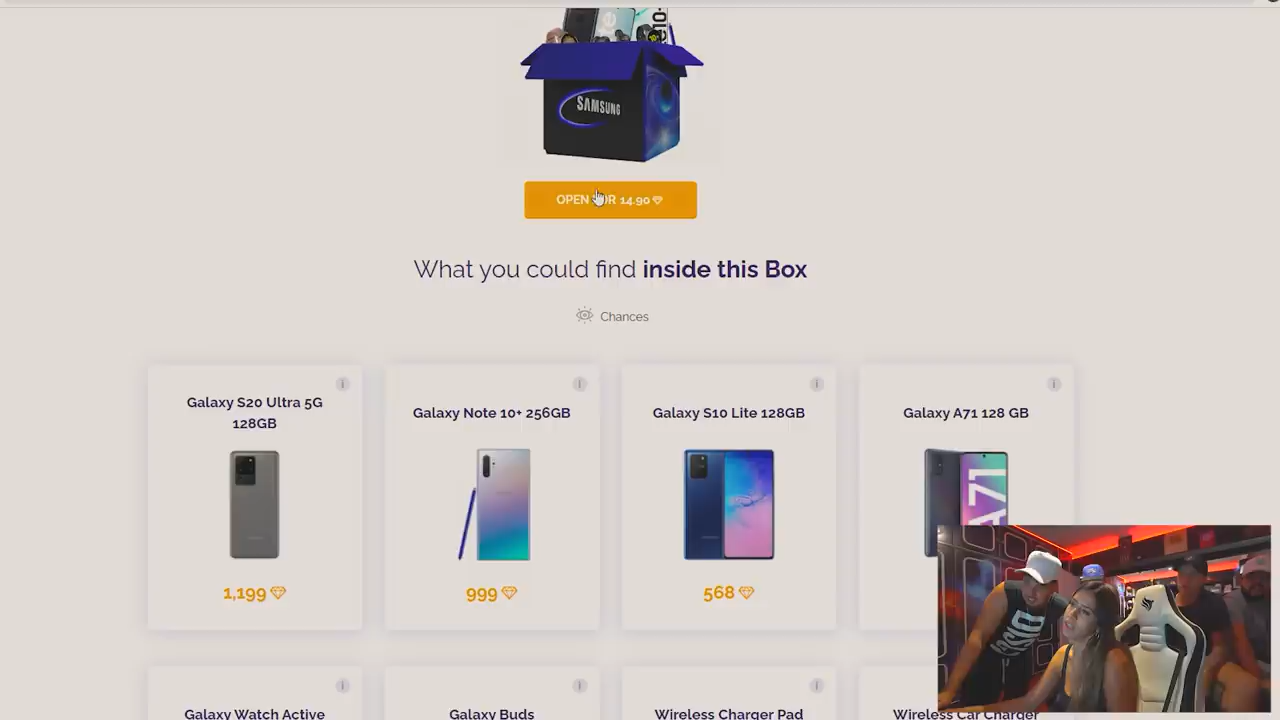 SAMSUNG
OPEN FOR 14.90
What you could find inside this Box
Chances
Galaxy S20 Ultra 5G
128GB
Galaxy Note 10+ 256GB
Galaxy S10 Lite 128GB
Galaxy A71 128 GB
A71
1,199
999
568
Galaxy Watch Active
Galaxy Buds
Wireless Charger Pad
Wireless Car Charger